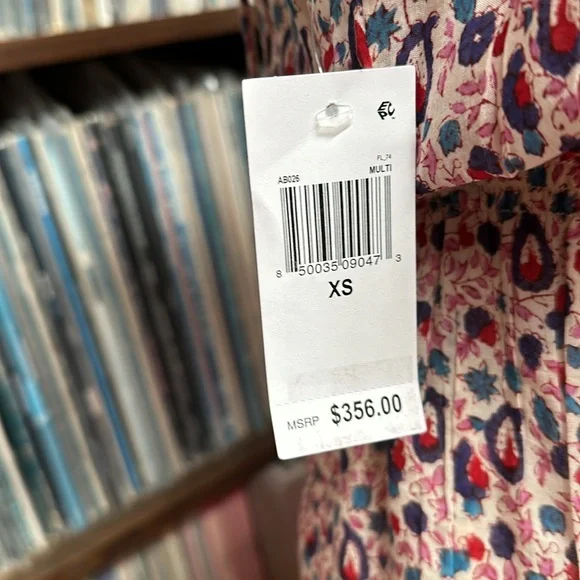 FL_74
AB026 MULTI
8 50035 09047 3
XS
MSRP $356.00